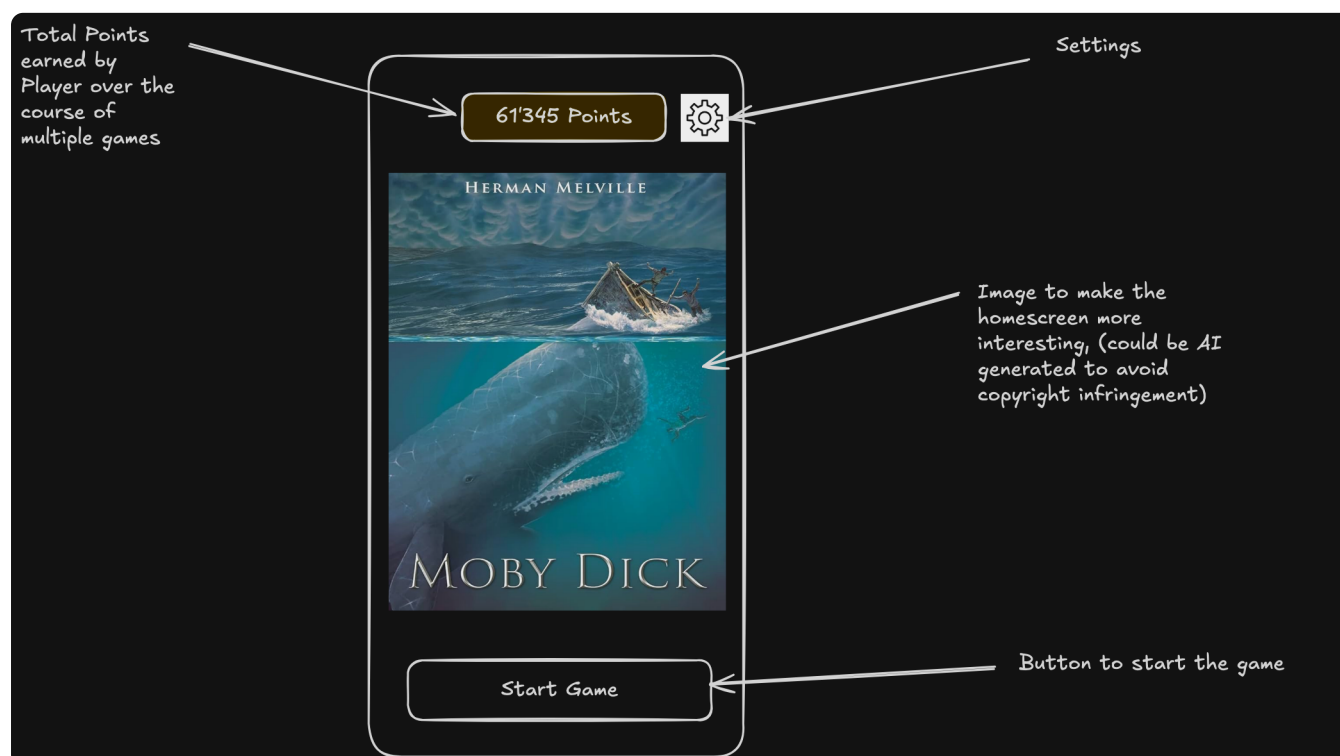 Total Points
earned by
Player over the
course of
multiple games
Settings
61'345 Points
HERMAN MELVILLE
Image to make the
homescreen more
interesting, (could be AI
generated to avoid
copyright infringement)
MOBY DICK
Button to start the game
Start Game